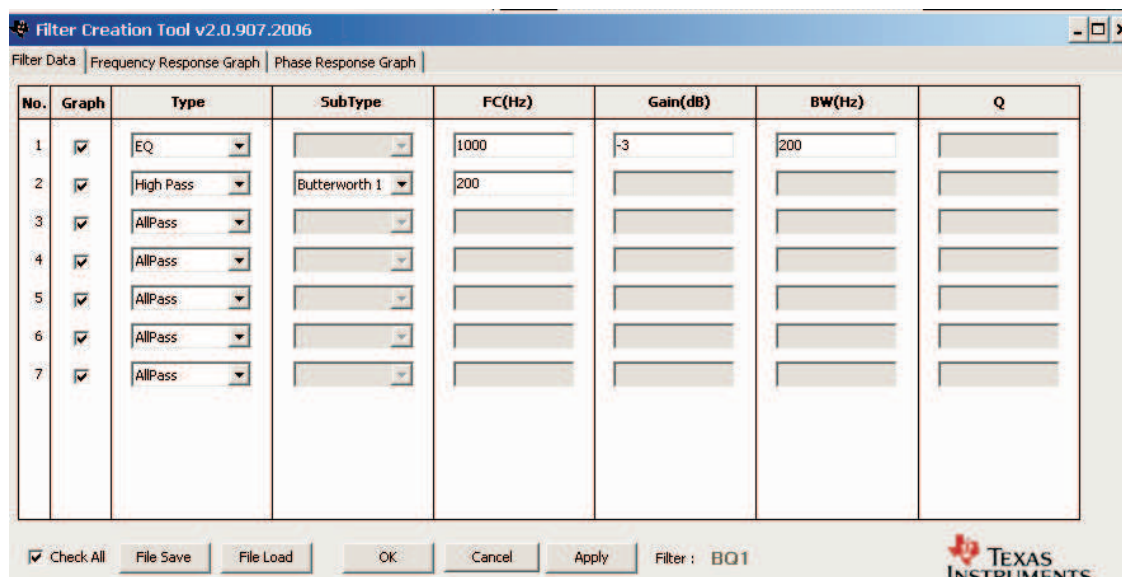 Filter Creation Tool v2.0.907.2006
Filter Data Frequency Response Graph Phase Response Graph
No. Graph Type SubType FC(Hz) Gain(dB) BW(Hz) Q
1 EQ 1000 -3 200
2 High Pass Butterworth 1 200
3 AllPass
4 AllPass
5 AllPass
6 AllPass
7 AllPass
Check All File Save File Load OK Cancel Apply Filter : BQ1
TEXAS
INSTRUMENTS